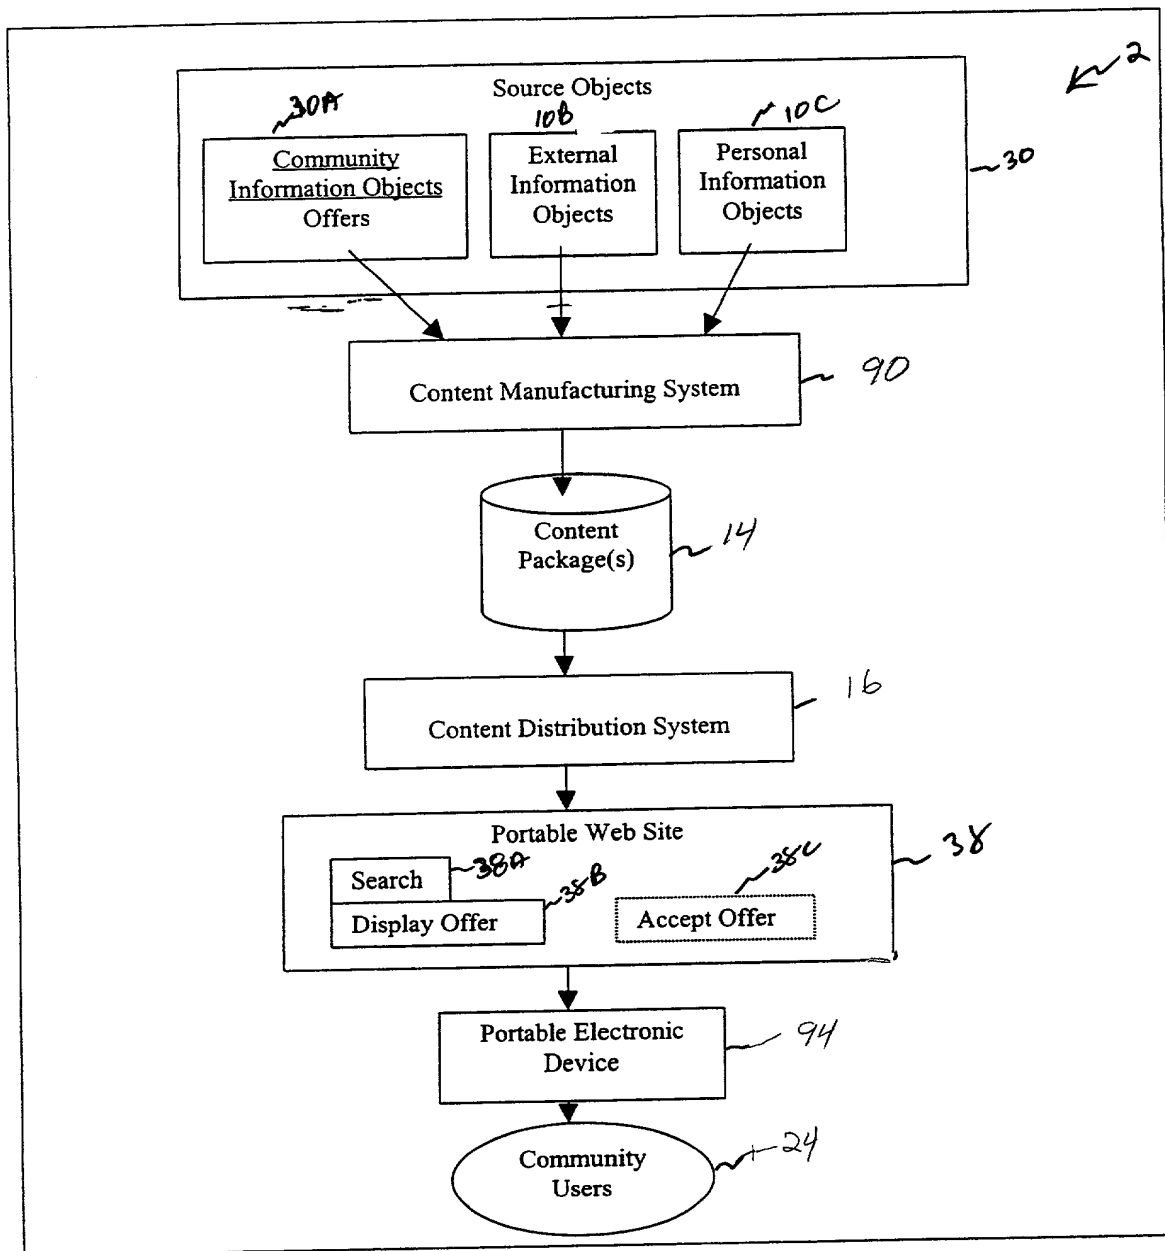 2
Source Objects
30A
10B
10C
Community
Information Objects
Offers
External
Information
Objects
Personal
Information
Objects
30
Content Manufacturing System
90
Content
Package(s)
14
Content Distribution System
16
Portable Web Site
38
Search
38A
38B
38C
Display Offer
Accept Offer
Portable Electronic
Device
94
Community
Users
24